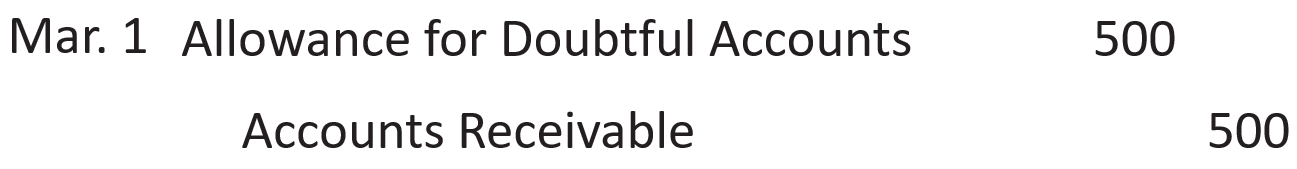 Mar. 1 Allowance for Doubtful Accounts 500
Accounts Receivable 500